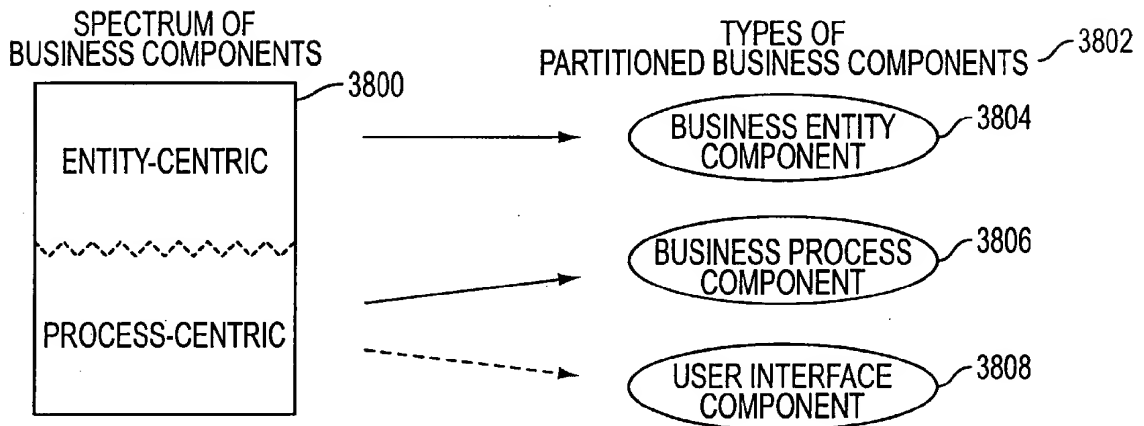 SPECTRUM OF
BUSINESS COMPONENTS
3800
ENTITY-CENTRIC
PROCESS-CENTRIC
TYPES OF
PARTITIONED BUSINESS COMPONENTS
3802
BUSINESS ENTITY
COMPONENT
3804
BUSINESS PROCESS
COMPONENT
3806
USER INTERFACE
COMPONENT
3808